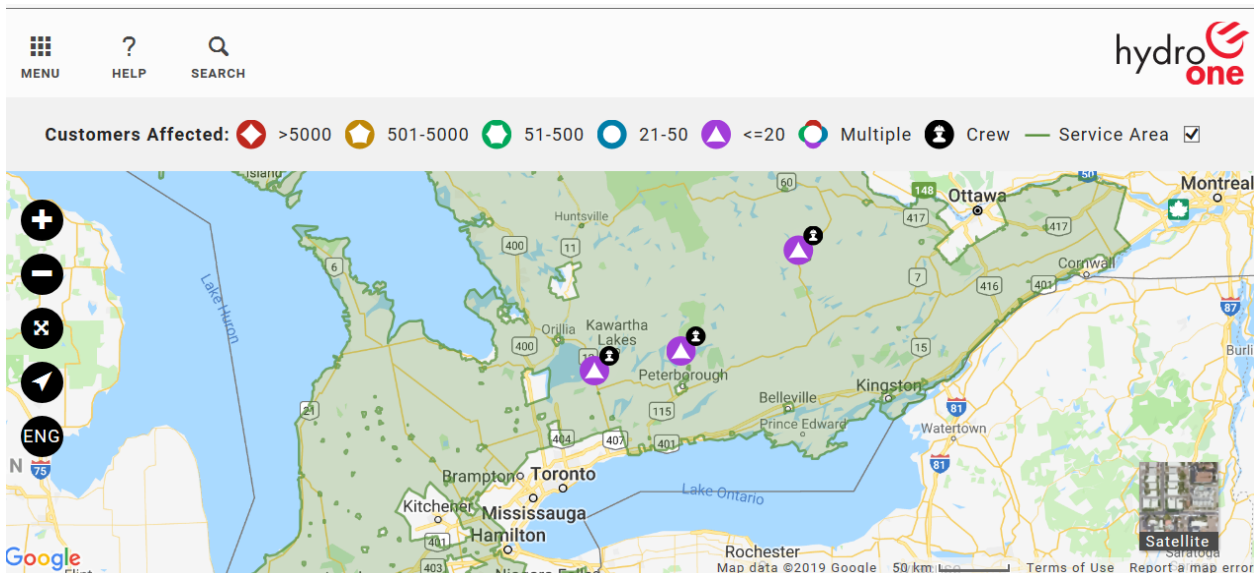 hydro
one
MENU
HELP
SEARCH
Customers Affected: >5000 501-5000 51-500 21-50 <=20 Multiple Crew Service Area
Island
60
148
50
Montreal
Ottawa
417
Huntsville
400
11
417
6
7
Cornwall
416
401
Lake Huron
87
Orillia
Kawartha
Lakes
400
15
Peterborough
Kingston
21
115
Belleville
81
ENG
Prince Edward
Watertown
404
407
401
N
75
81
Brampton
Toronto
Lake Ontario
Kitchener
Mississauga
401
Hamilton
Satellite
Google
Rochester
403
Map data ©2019 Google
50 km
Terms of Use
Report a map error